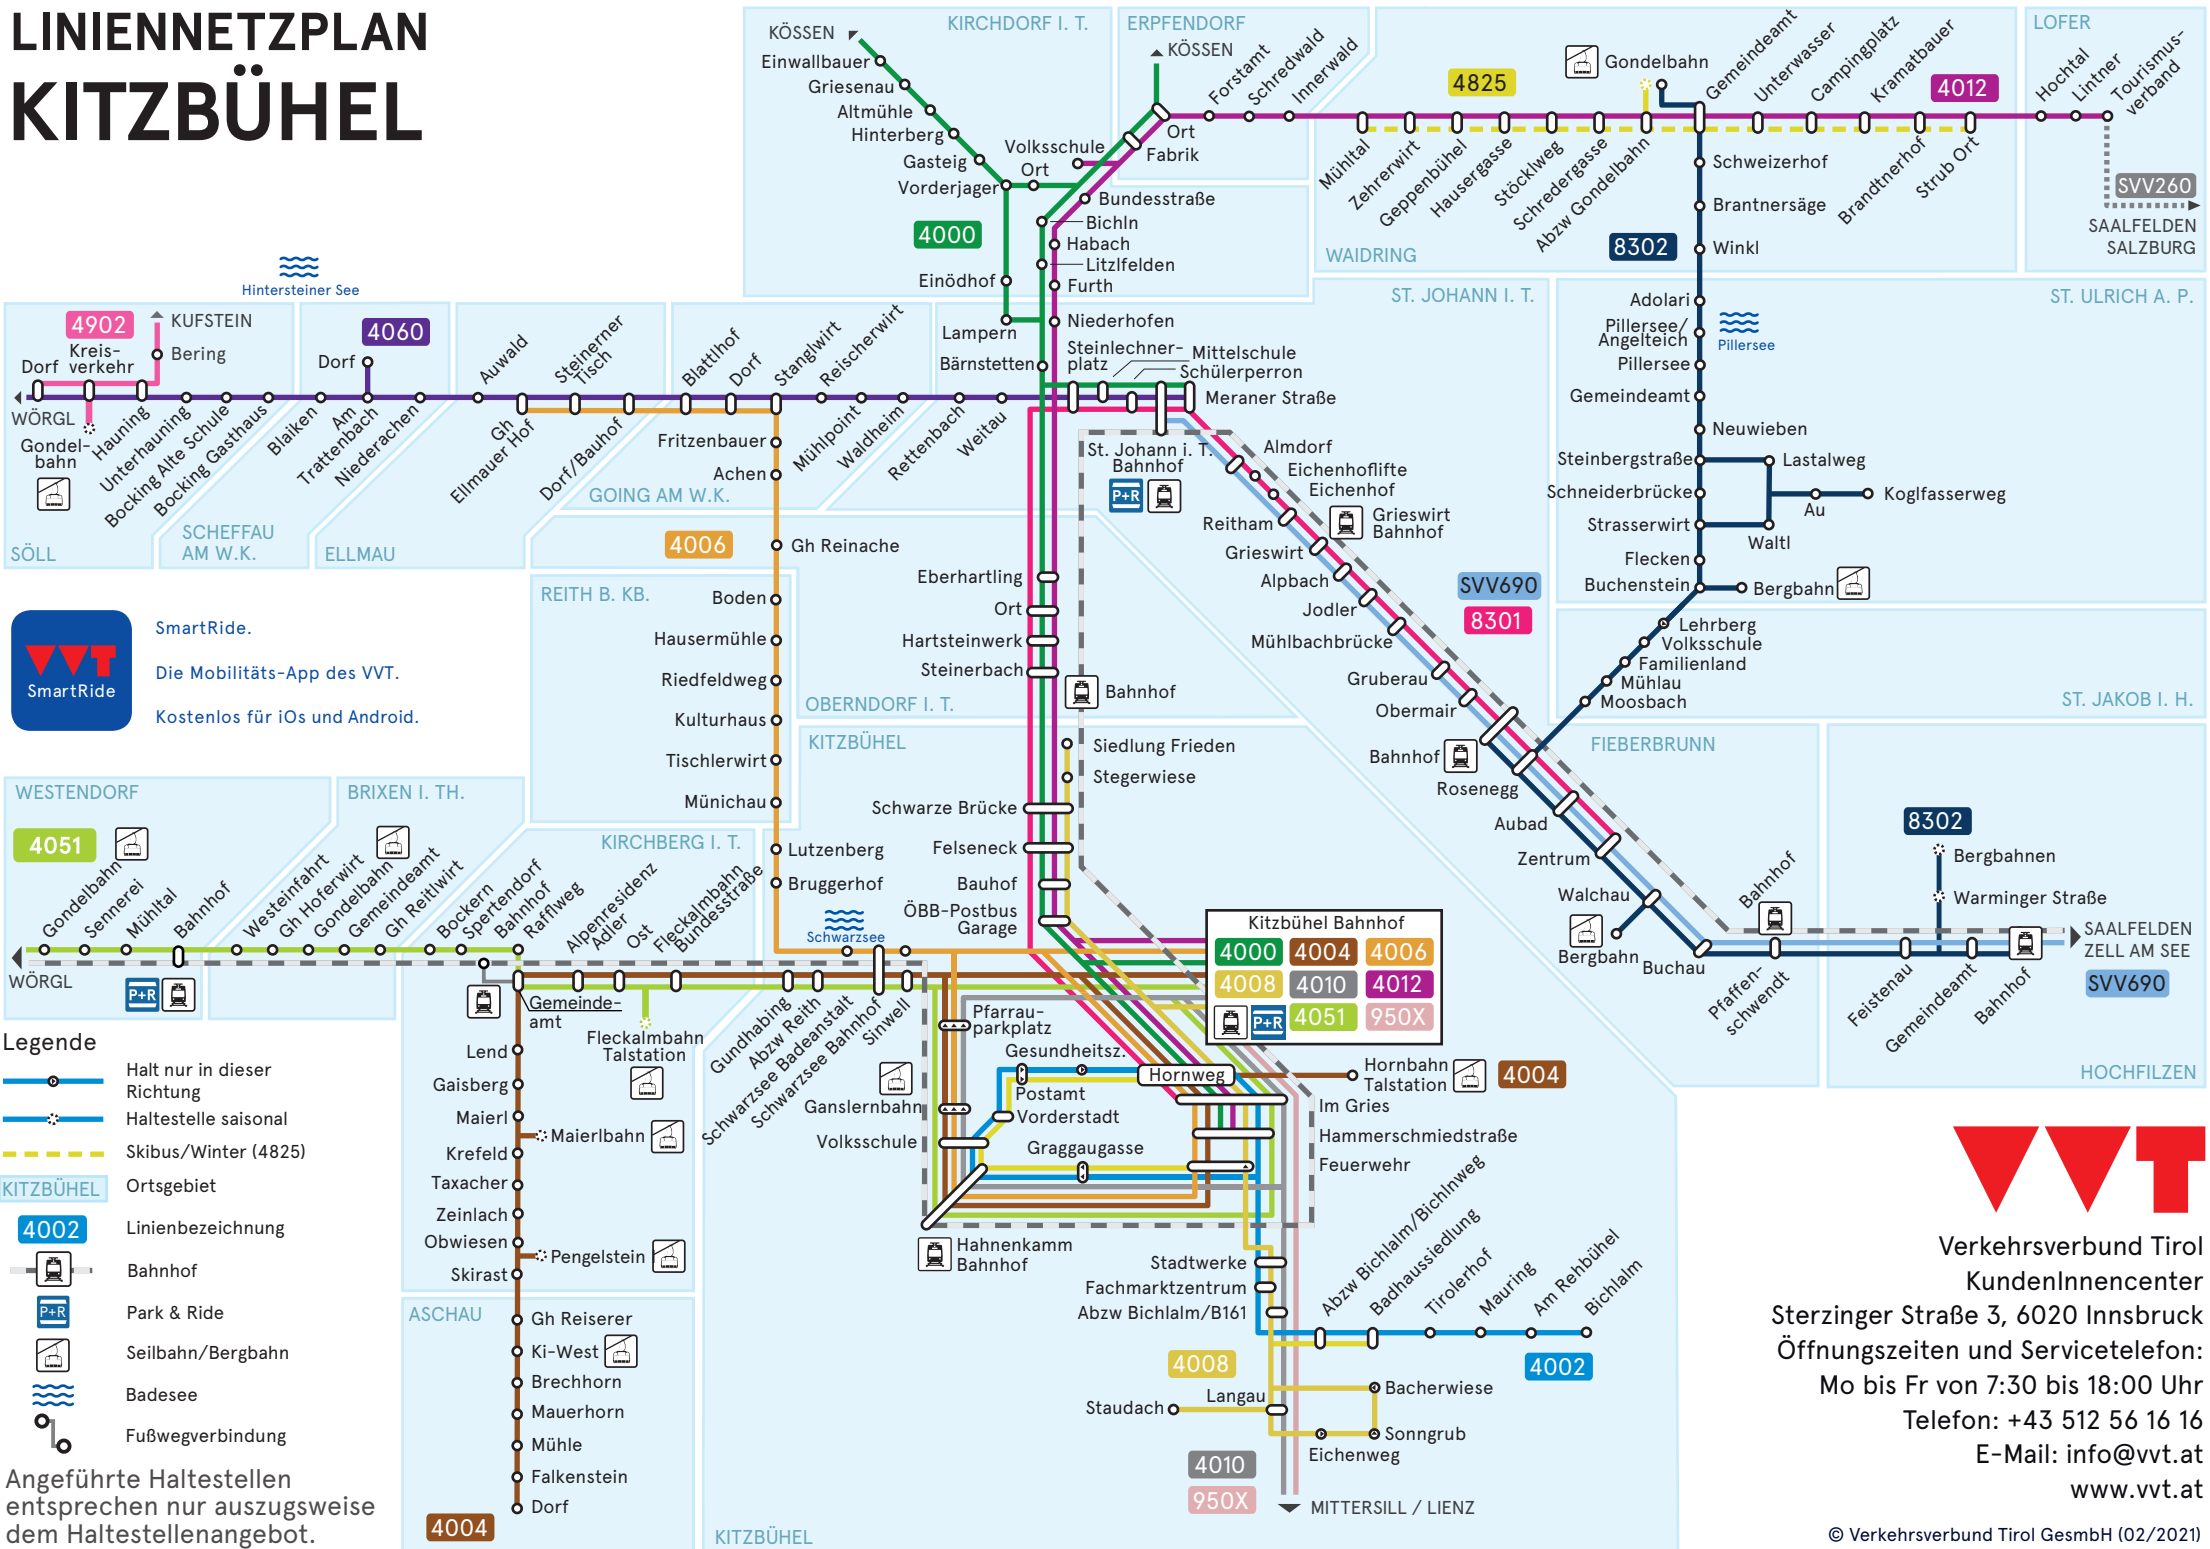 LINIENNETZPLAN
KITZBÜHEL
KIRCHDORF I. T.
KÖSSEN
Einwallbauer
Griesenau
Altmühle
Hinterberg
Gasteig
Vorderjager
Volksschule
Ort
4000
Einödhof
Lampern
Bärnstetten
Bundesstraße
Bichln
Habach
Litzlfelden
Furth
Niederhofen
ERPFENDORF
KÖSSEN
Ort
Fabrik
Forstamt
Schredwald
Innerwald
4825
Gondelbahn
Gemeindeamt
Unterwasser
Campingplatz
Kramatbauer
4012
Mühltal
Zehrerwirt
Geppenbühel
Hausergasse
Stöcklweg
Schredergasse
Abzw Gondelbahn
Brandtnerhof
Strub Ort
WAIDRING
LOFER
Hochtal
Lintner
Tourismus-
verband
SVV260
SAALFELDEN
SALZBURG
8302
Schweizerhof
Brantnersäge
Winkl
ST. ULRICH A. P.
Adolari
Pillersee/
Angelteich
Pillersee
Pillersee
Gemeindeamt
Neuwieben
Steinbergstraße
Lastalweg
Schneiderbrücke
Koglfasserweg
Au
Strasserwirt
Waltl
Flecken
Buchenstein
Bergbahn
Lehrberg
Volksschule
Familienland
Mühlau
Moosbach
ST. JAKOB I. H.
Hintersteiner See
4902
KUFSTEIN
Bering
Dorf
Kreis-
verkehr
WÖRGL
Gondel-
bahn
Hauning
Unterhauning
Bocking Alte Schule
Bocking Gasthaus
SÖLL
SCHEFFAU
AM W.K.
4060
Dorf
Blaiken
Am
Trattenbach
Niederachen
ELLMAU
Auwald
Steinerner
Tisch
Gh
Ellmauer Hof
Dorf/Bauhof
Blattlhof
Dorf
Stanglwirt
Reischerwirt
Fritzenbauer
Achen
GOING AM W.K.
Mühlpoint
Waldheim
Rettenbach
Weitau
ST. JOHANN I. T.
Steinlechner-
platz
Mittelschule
Schülerperron
Meraner Straße
St. Johann i. T.
Bahnhof
P+R
Almdorf
Eichenhoflifte
Eichenhof
Reitham
Grieswirt
Bahnhof
Grieswirt
Alpbach
Jodler
Mühlbachbrücke
SVV690
8301
Gruberau
Obermair
Bahnhof
Rosenegg
Aubad
Zentrum
Walchau
Bergbahn
Buchau
FIEBERBRUNN
Pfaffen-
schwendt
Bahnhof
8302
Bergbahnen
Warminger Straße
SAALFELDEN
ZELL AM SEE
SVV690
Feistenau
Gemeindeamt
Bahnhof
HOCHFILZEN
4006
Gh Reinache
REITH B. KB.
Boden
Hausermühle
Riedfeldweg
Kulturhaus
Tischlerwirt
Münichau
Lutzenberg
Bruggerhof
Eberhartling
Ort
Hartsteinwerk
Steinerbach
Bahnhof
OBERNDORF I. T.
KITZBÜHEL
Siedlung Frieden
Stegerwiese
Schwarze Brücke
Felseneck
Bauhof
ÖBB-Postbus
Garage
VVT
SmartRide
SmartRide.
Die Mobilitäts-App des VVT.
Kostenlos für iOs und Android.
WESTENDORF
4051
Gondelbahn
Sennerei
Mühltal
Bahnhof
WÖRGL
P+R
BRIXEN I. TH.
Westeinfahrt
Gh Hoferwirt
Gondelbahn
Gemeindeamt
Gh Reitlwirt
KIRCHBERG I. T.
Bockern
Spertendorf
Bahnhof
Rafflweg
Alpenresidenz
Adler
Ost
Fleckalmbahn
Bundesstraße
Gemeinde-
amt
Fleckalmbahn
Talstation
Gundhabing
Abzw Reith
Schwarzsee Badeanstalt
Schwarzsee Bahnhof
Sinwell
Schwarzsee
Lend
Gaisberg
Maierl
Maierlbahn
Krefeld
Taxacher
Zeinlach
Obwiesen
Pengelstein
Skirast
ASCHAU
Gh Reiserer
Ki-West
Brechhorn
Mauerhorn
Mühle
Falkenstein
Dorf
4004
Kitzbühel Bahnhof
4000 4004 4006
4008 4010 4012
P+R 4051 950X
Pfarrau-
parkplatz
Gesundheitsz.
Hornweg
Hornbahn
Talstation
4004
Ganslernbahn
Postamt
Vorderstadt
Volksschule
Graggaugasse
Im Gries
Hammerschmiedstraße
Feuerwehr
Hahnenkamm
Bahnhof
Stadtwerke
Fachmarktzentrum
Abzw Bichlalm/B161
Abzw Bichlalm/Bichlnweg
Badhaussiedlung
Tirolerhof
Mauring
Am Rehbühel
Bichlalm
4002
4008
Staudach
Langau
Bacherwiese
Sonngrub
Eichenweg
4010
950X
MITTERSILL / LIENZ
KITZBÜHEL
Legende
Halt nur in dieser
Richtung
Haltestelle saisonal
Skibus/Winter (4825)
KITZBÜHEL Ortsgebiet
4002 Linienbezeichnung
Bahnhof
P+R Park & Ride
Seilbahn/Bergbahn
Badesee
Fußwegverbindung
Angeführte Haltestellen
entsprechen nur auszugsweise
dem Haltestellenangebot.
VVT
Verkehrsverbund Tirol
KundenInnencenter
Sterzinger Straße 3, 6020 Innsbruck
Öffnungszeiten und Servicetelefon:
Mo bis Fr von 7:30 bis 18:00 Uhr
Telefon: +43 512 56 16 16
E-Mail: info@vvt.at
www.vvt.at
© Verkehrsverbund Tirol GesmbH (02/2021)